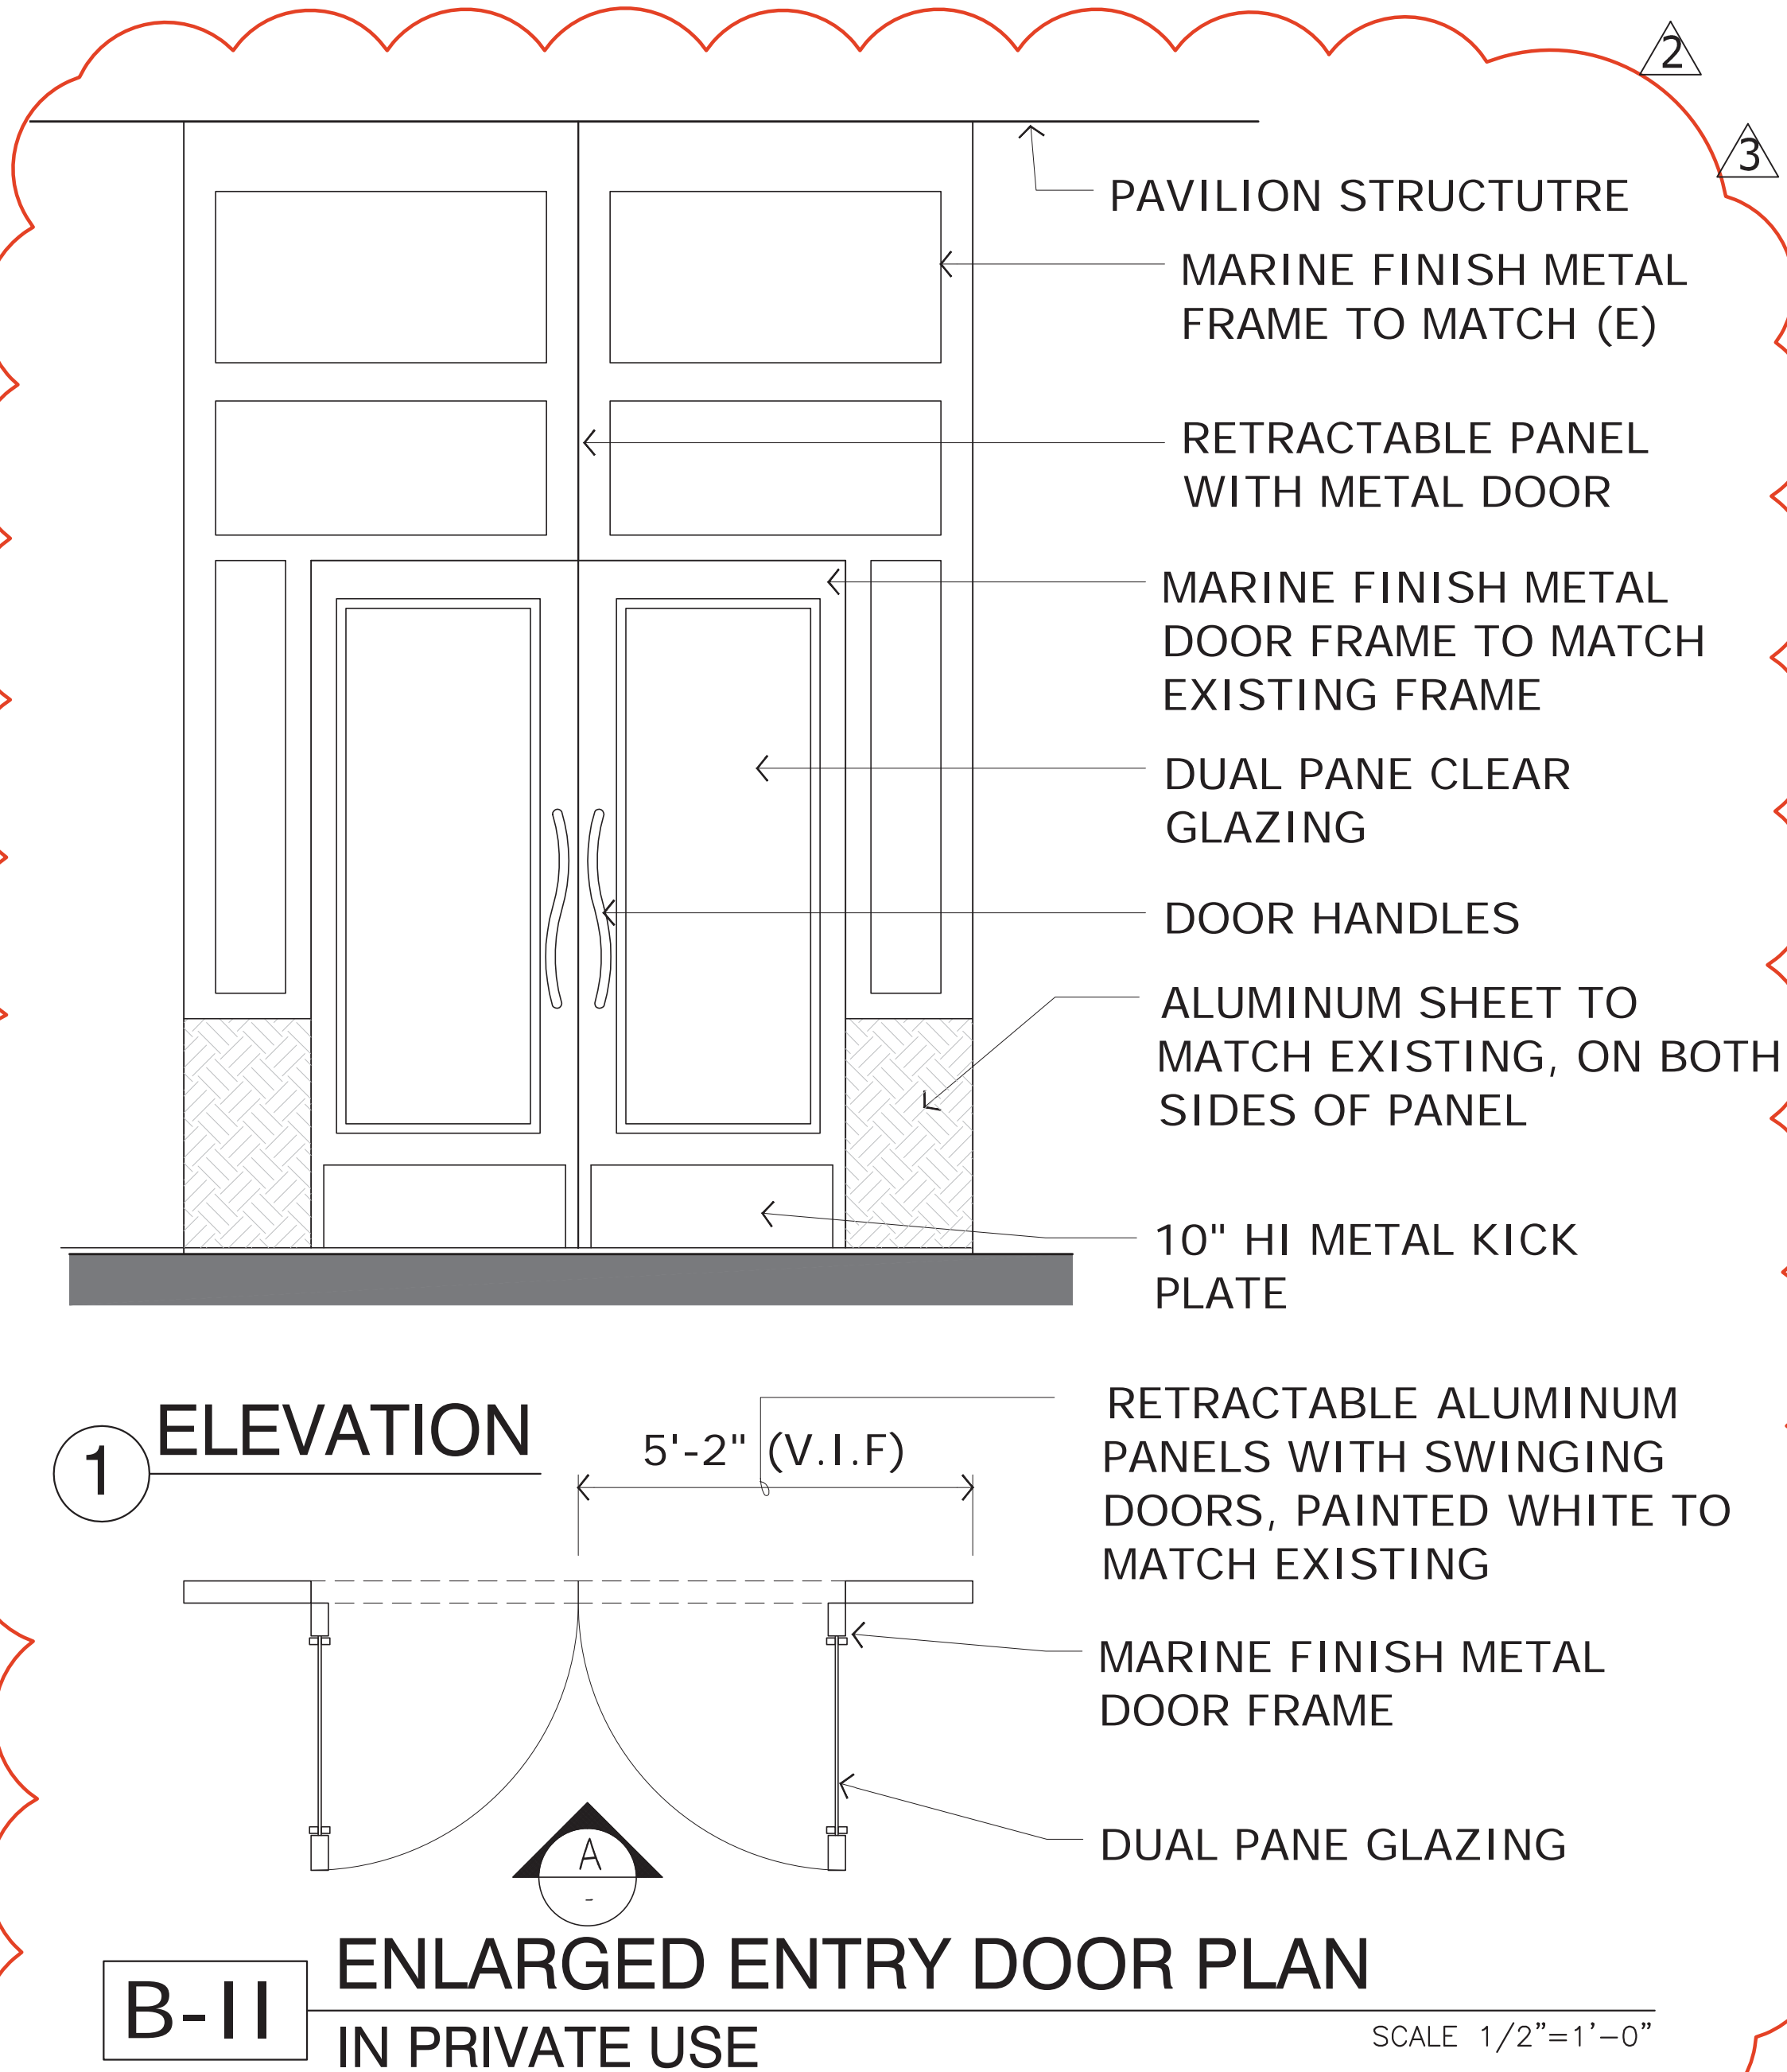 2
3
PAVILION STRUCTUTRE
MARINE FINISH METAL
FRAME TO MATCH (E)
RETRACTABLE PANEL
WITH METAL DOOR
MARINE FINISH METAL
DOOR FRAME TO MATCH
EXISTING FRAME
DUAL PANE CLEAR
GLAZING
DOOR HANDLES
ALUMINUM SHEET TO
MATCH EXISTING, ON BOTH
SIDES OF PANEL
10" HI METAL KICK
PLATE
1 ELEVATION
5'-2" (V.I.F)
RETRACTABLE ALUMINUM
PANELS WITH SWINGING
DOORS, PAINTED WHITE TO
MATCH EXISTING
MARINE FINISH METAL
DOOR FRAME
DUAL PANE GLAZING
A
-
B-II
ENLARGED ENTRY DOOR PLAN
IN PRIVATE USE
SCALE 1/2"=1'-0"